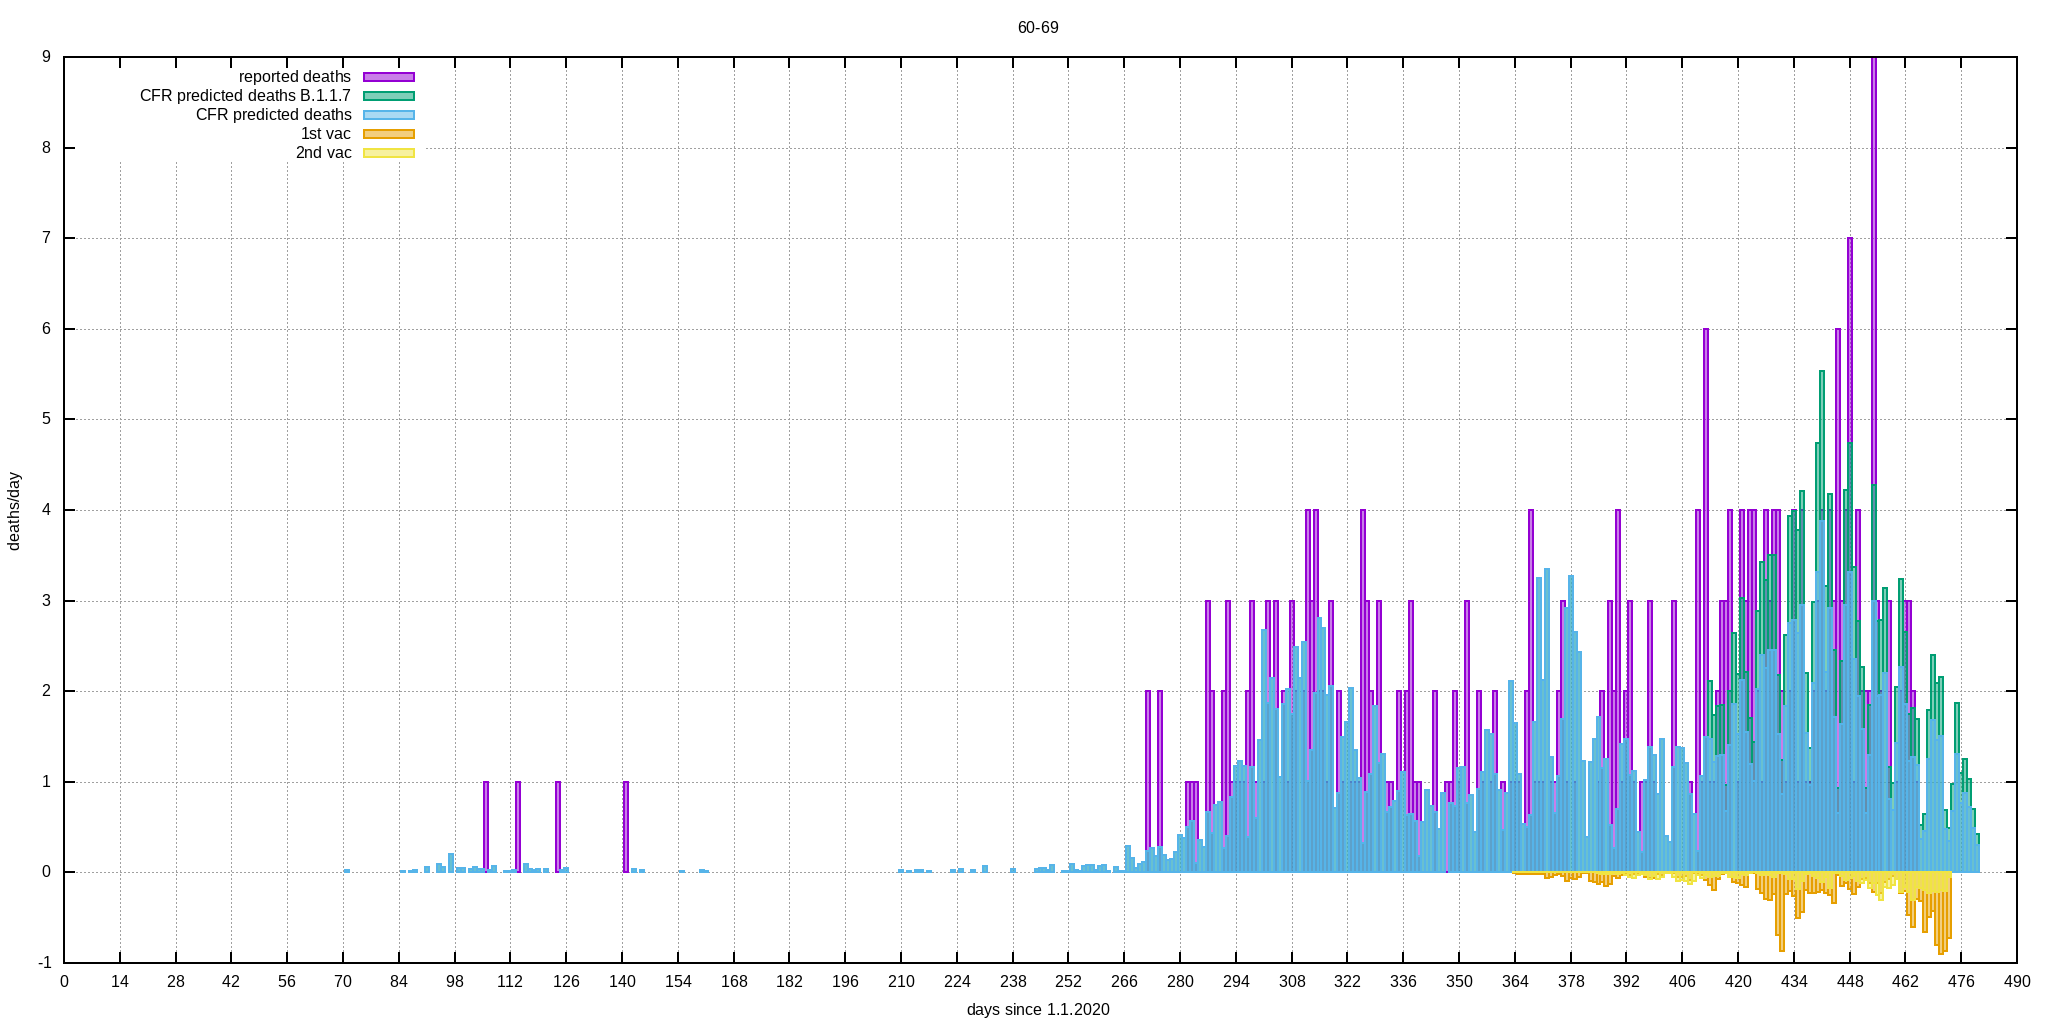 60-69
reported deaths
CFR predicted deaths B.1.1.7
CFR predicted deaths
1st vac
2nd vac
9
8
7
6
5
4
3
2
1
0
-1
deaths/day
0 14 28 42 56 70 84 98 112 126 140 154 168 182 196 210 224 238 252 266 280 294 308 322 336 350 364 378 392 406 420 434 448 462 476 490
days since 1.1.2020